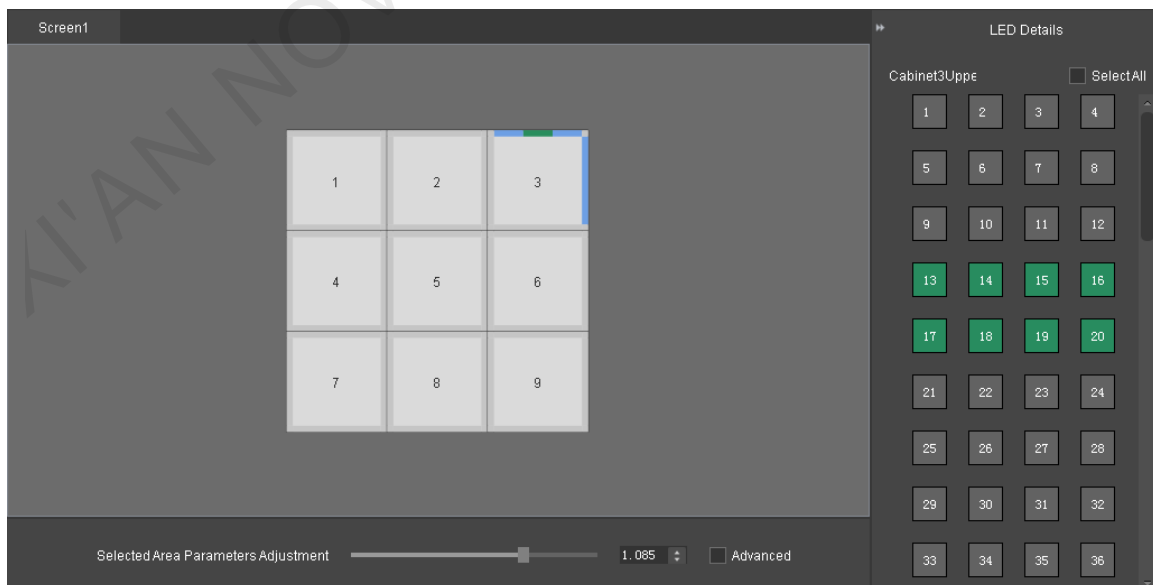 Screen1
LED Details
Cabinet3Uppe
SelectAll
1 2 3 4
5 6 7 8
9 10 11 12
13 14 15 16
17 18 19 20
21 22 23 24
25 26 27 28
29 30 31 32
33 34 35 36
1 2 3
4 5 6
7 8 9
Selected Area Parameters Adjustment 1.085 Advanced
XI'AN NOV